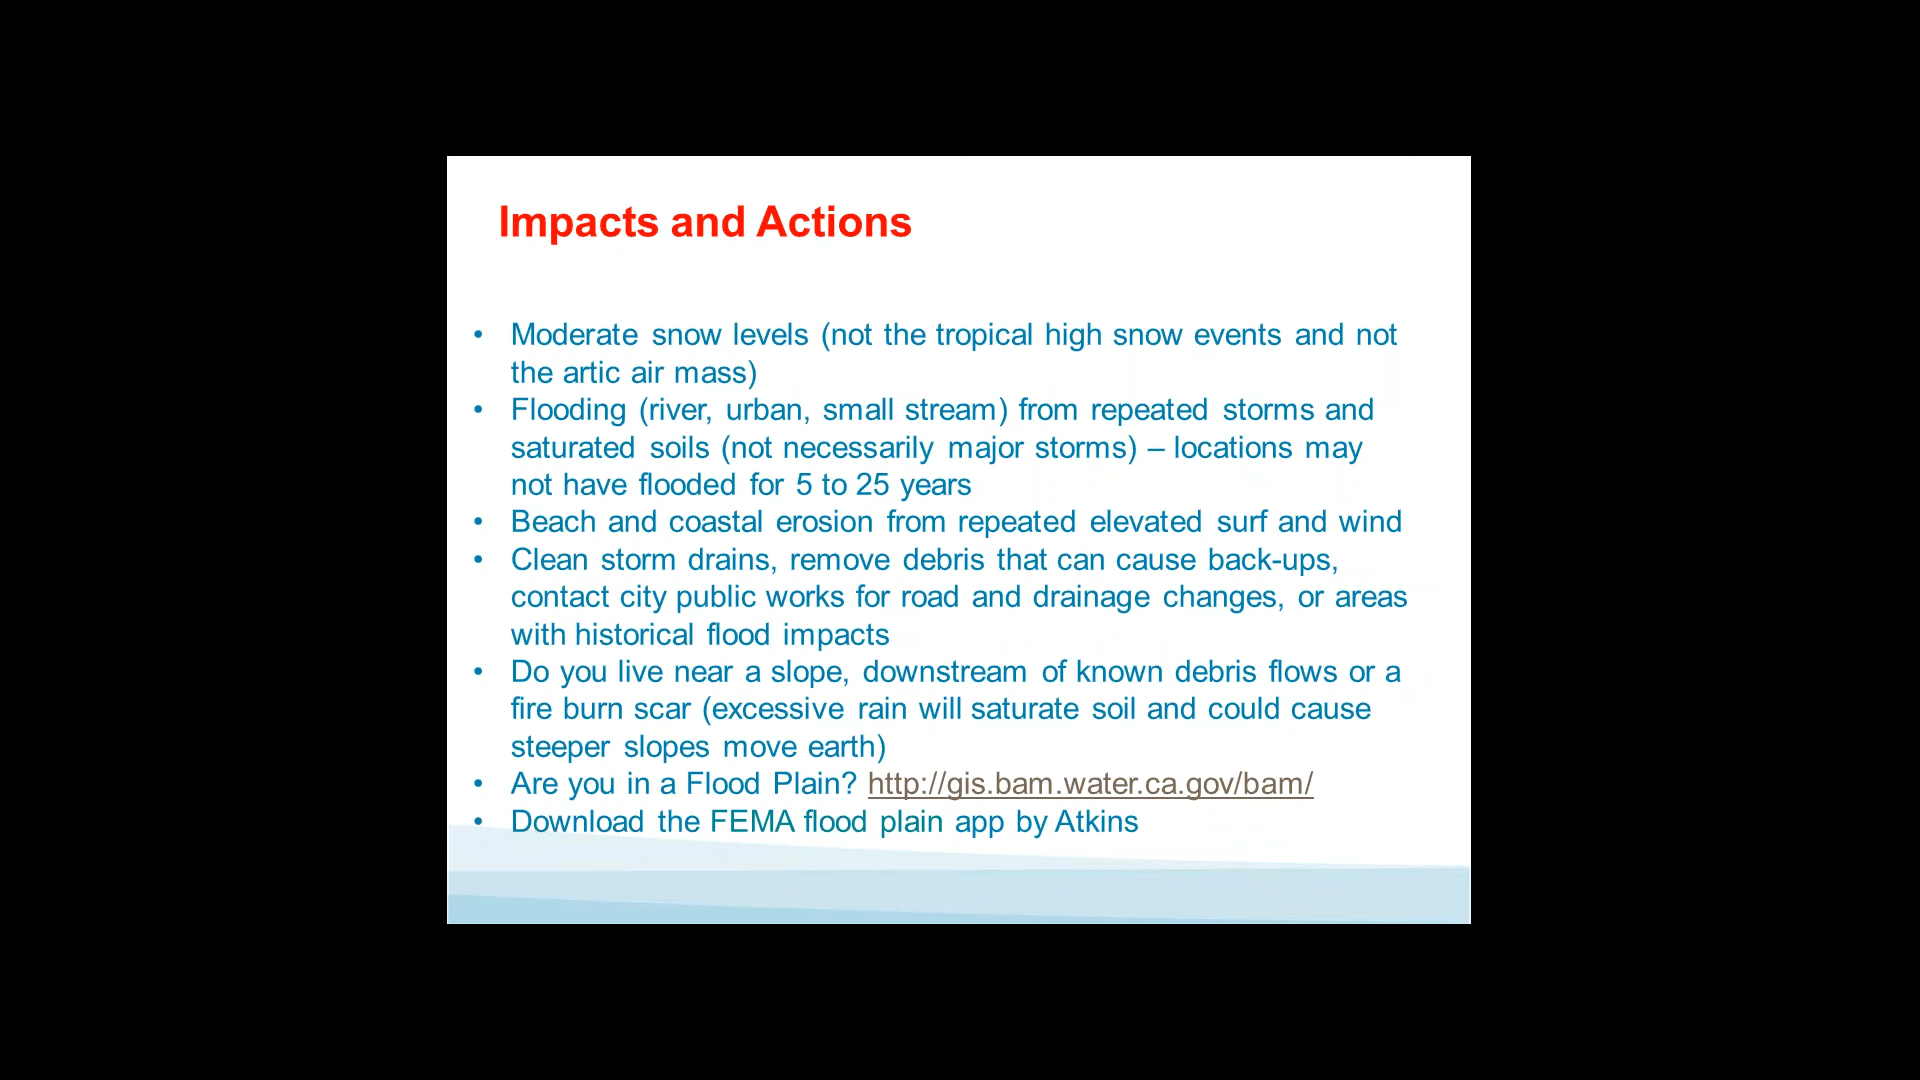 Impacts and Actions
• Moderate snow levels (not the tropical high snow events and not
the artic air mass)
• Flooding (river, urban, small stream) from repeated storms and
saturated soils (not necessarily major storms) – locations may
not have flooded for 5 to 25 years
• Beach and coastal erosion from repeated elevated surf and wind
• Clean storm drains, remove debris that can cause back-ups,
contact city public works for road and drainage changes, or areas
with historical flood impacts
• Do you live near a slope, downstream of known debris flows or a
fire burn scar (excessive rain will saturate soil and could cause
steeper slopes move earth)
• Are you in a Flood Plain? http://gis.bam.water.ca.gov/bam/
• Download the FEMA flood plain app by Atkins